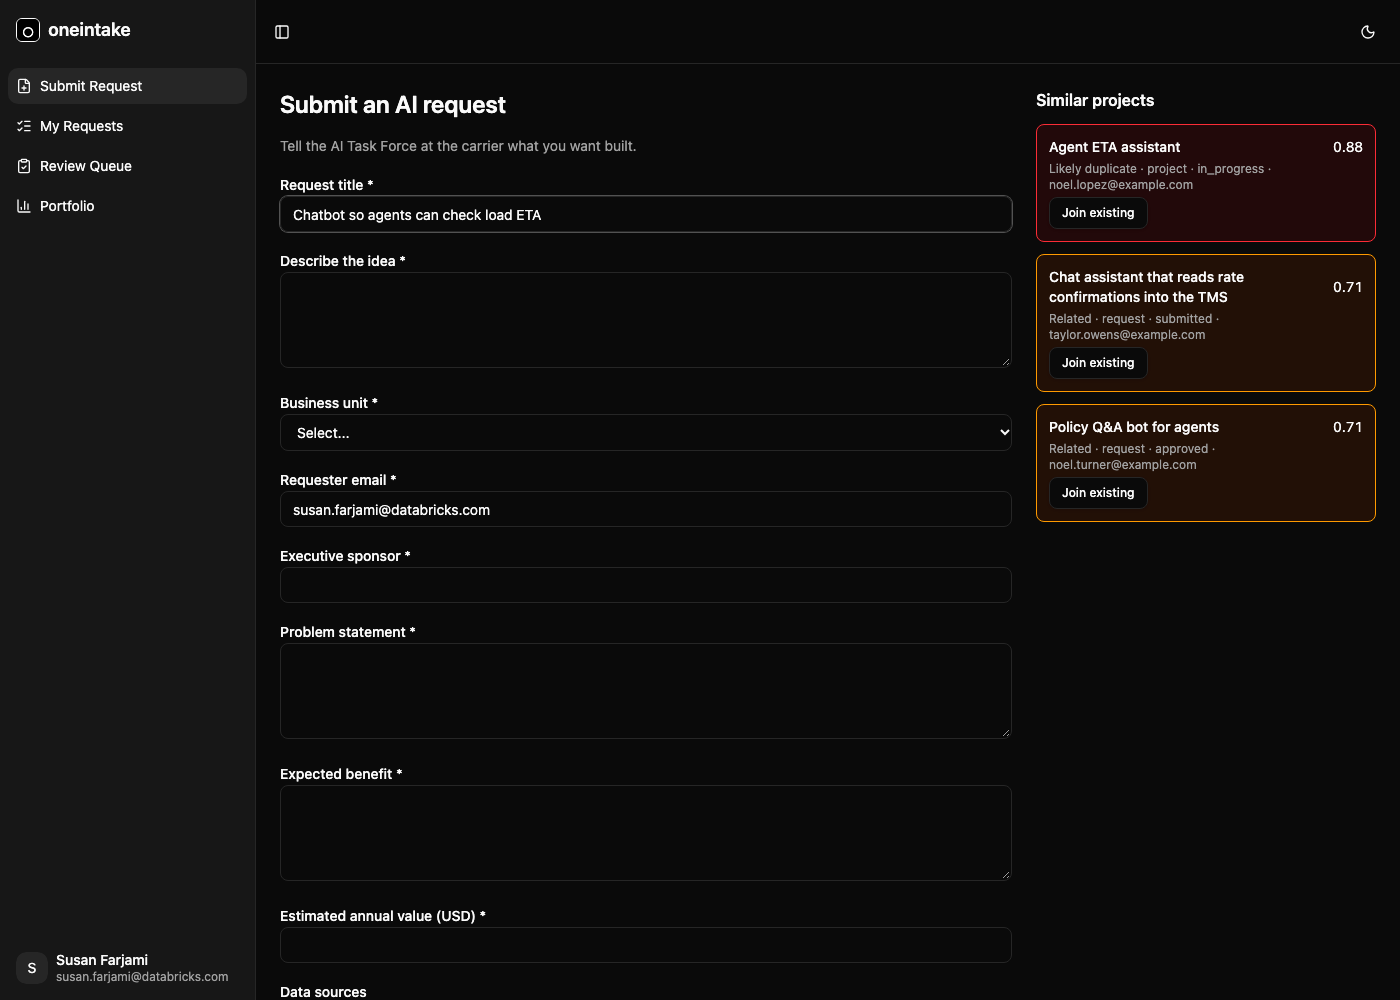 oneintake
Submit Request
My Requests
Review Queue
Portfolio
Submit an AI request
Tell the AI Task Force at the carrier what you want built.
Request title *
Chatbot so agents can check load ETA
Describe the idea *
Business unit *
Select...
Requester email *
susan.farjami@databricks.com
Executive sponsor *
Problem statement *
Expected benefit *
Estimated annual value (USD) *
Data sources
Similar projects
Agent ETA assistant 0.88
Likely duplicate · project · in_progress ·
noel.lopez@example.com
Join existing
Chat assistant that reads rate
confirmations into the TMS 0.71
Related · request · submitted ·
taylor.owens@example.com
Join existing
Policy Q&A bot for agents 0.71
Related · request · approved ·
noel.turner@example.com
Join existing
S
Susan Farjami
susan.farjami@databricks.com